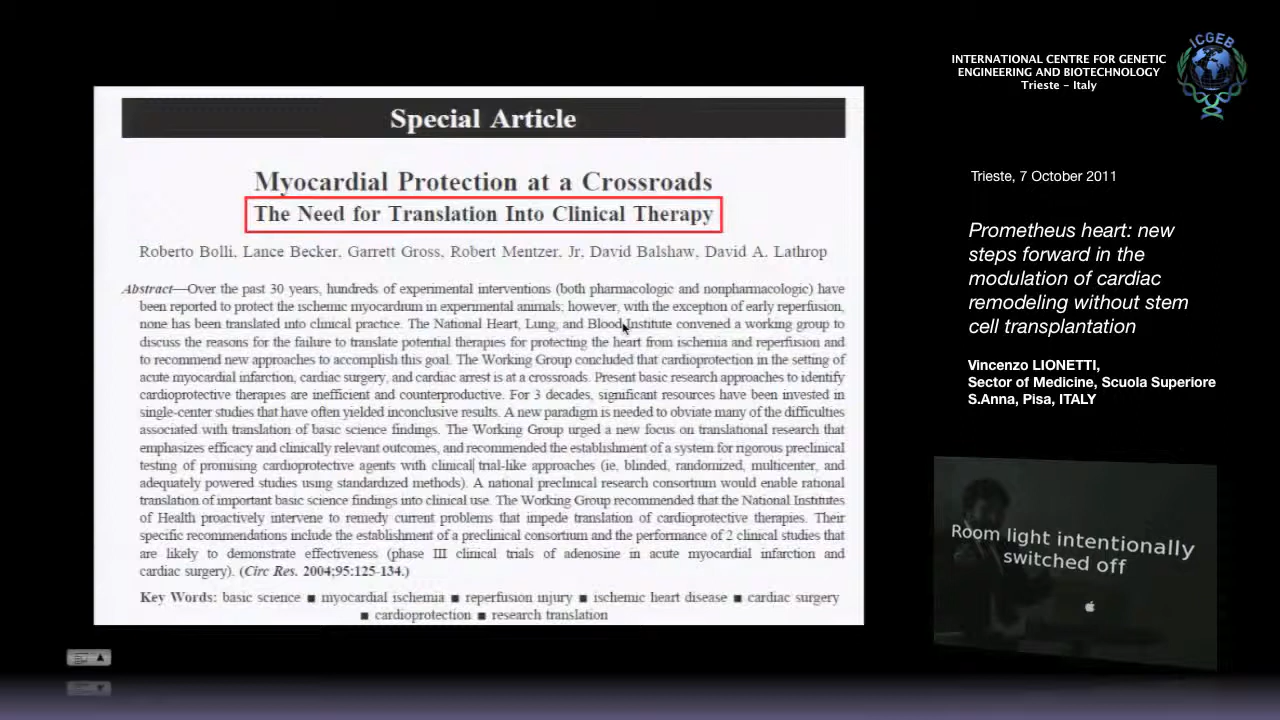 Special Article
Myocardial Protection at a Crossroads
The Need for Translation Into Clinical Therapy
Roberto Bolli, Lance Becker, Garrett Gross, Robert Mentzer, Jr, David Balshaw, David A. Lathrop
Abstract—Over the past 30 years, hundreds of experimental interventions (both pharmacologic and nonpharmacologic) have
been reported to protect the ischemic myocardium in experimental animals; however, with the exception of early reperfusion,
none has been translated into clinical practice. The National Heart, Lung, and Blood Institute convened a working group to
discuss the reasons for the failure to translate potential therapies for protecting the heart from ischemia and reperfusion and
to recommend new approaches to accomplish this goal. The Working Group concluded that cardioprotection in the setting of
acute myocardial infarction, cardiac surgery, and cardiac arrest is at a crossroads. Present basic research approaches to identify
cardioprotective therapies are inefficient and counterproductive. For 3 decades, significant resources have been invested in
single-center studies that have often yielded inconclusive results. A new paradigm is needed to obviate many of the difficulties
associated with translation of basic science findings. The Working Group urged a new focus on translational research that
emphasizes efficacy and clinically relevant outcomes, and recommended the establishment of a system for rigorous preclinical
testing of promising cardioprotective agents with clinical trial-like approaches (ie, blinded, randomized, multicenter, and
adequately powered studies using standardized methods). A national preclinical research consortium would enable rational
translation of important basic science findings into clinical use. The Working Group recommended that the National Institutes
of Health proactively intervene to remedy current problems that impede translation of cardioprotective therapies. Their
specific recommendations include the establishment of a preclinical consortium and the performance of 2 clinical studies that
are likely to demonstrate effectiveness (phase III clinical trials of adenosine in acute myocardial infarction and
cardiac surgery). (Circ Res. 2004;95:125-134.)
Key Words: basic science ■ myocardial ischemia ■ reperfusion injury ■ ischemic heart disease ■ cardiac surgery
■ cardioprotection ■ research translation
INTERNATIONAL CENTRE FOR GENETIC
ENGINEERING AND BIOTECHNOLOGY
Trieste – Italy
ICGEB
Trieste, 7 October 2011
Prometheus heart: new
steps forward in the
modulation of cardiac
remodeling without stem
cell transplantation
Vincenzo LIONETTI,
Sector of Medicine, Scuola Superiore
S.Anna, Pisa, ITALY
Room light intentionally
switched off